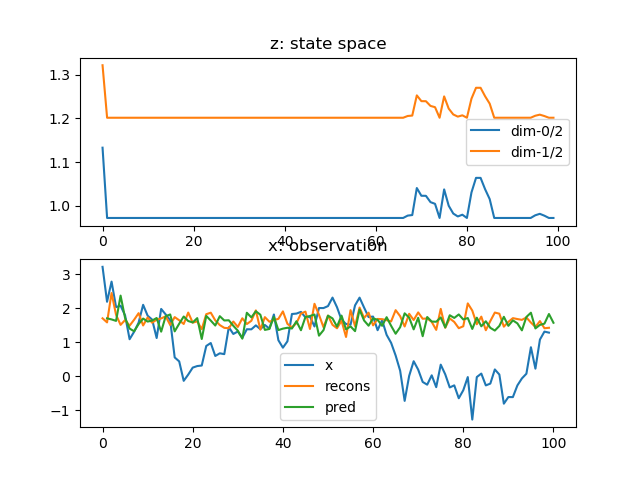 z: state space
1.3
1.2
1.1
1.0
dim-0/2
dim-1/2
0 20 40 60 80 100
x: observation
3
2
1
0
−1
x
recons
pred
0 20 40 60 80 100